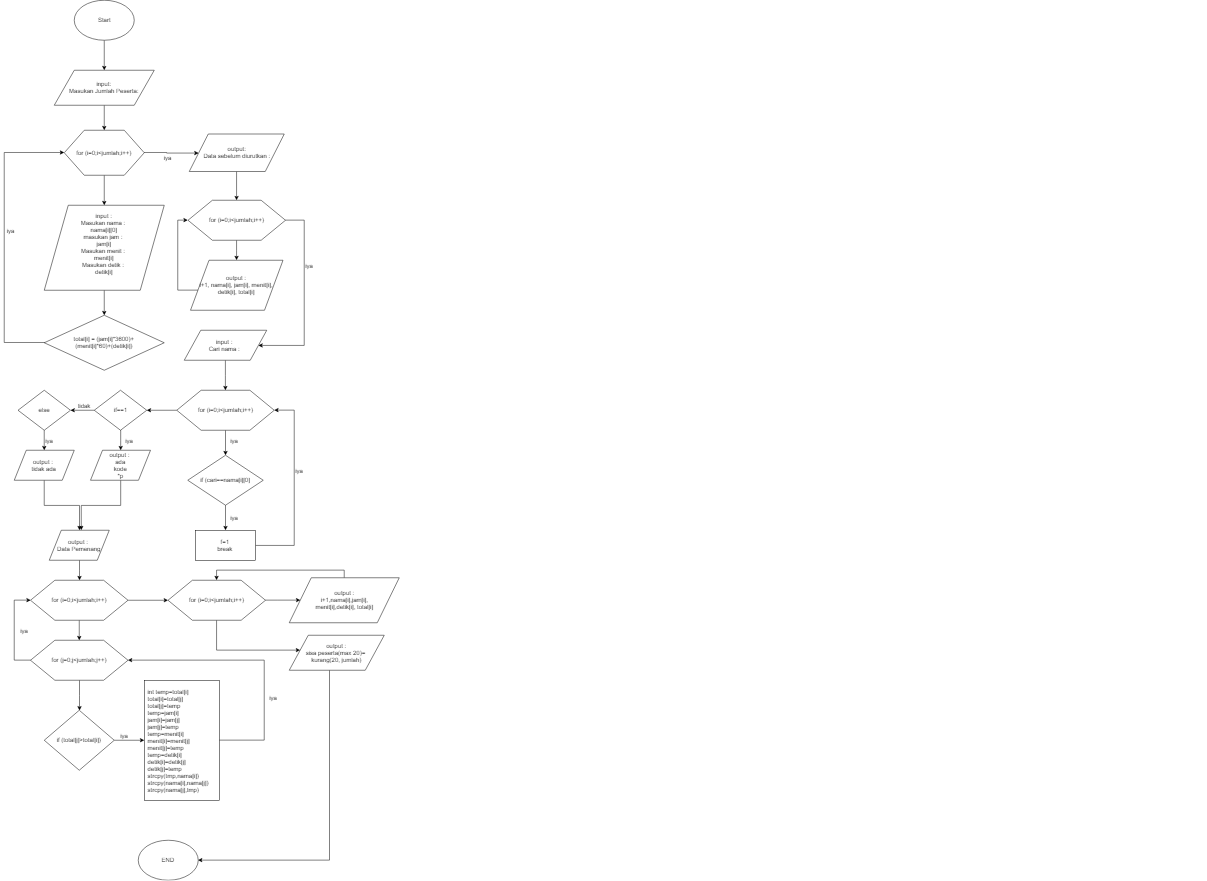 Start
input:
Masukan Jumlah Peserta:
for (i=0;i<jumlah;i++)
iya
output:
Data sebelum diurutkan :
iya
input :
Masukan nama :
nama[i][0]
masukan jam :
jam[i]
Masukan menit :
menit[i]
Masukan detik :
detik[i]
for (i=0;i<jumlah;i++)
iya
output :
i+1, nama[i], jam[i], menit[i],
detik[i], total[i]
total[i] = (jam[i]*3600)+
(menit[i]*60)+(detik[i])
input :
Cari nama :
else
tidak
if==1
for (i=0;i<jumlah;i++)
iya
iya
iya
output :
tidak ada
output :
ada
kode
*p
if (cari==nama[i][0]
iya
iya
output :
Data Pemenang
f=1
break
for (i=0;i<jumlah;i++)
for (i=0;i<jumlah;i++)
output :
i+1,nama[i],jam[i],
menit[i],detik[i], total[i]
iya
for (j=0;j<jumlah;j++)
output :
sisa peserta(max 20)=
kurang(20, jumlah)
iya
if (total[j]>total[i])
iya
int temp=total[i]
total[i]=total[j]
total[j]=temp
temp=jam[i]
jam[i]=jam[j]
jam[j]=temp
temp=menit[i]
menit[i]=menit[j]
menit[j]=temp
temp=detik[i]
detik[i]=detik[j]
detik[j]=temp
strcpy(tmp,nama[i])
strcpy(nama[i],nama[j])
strcpy(nama[j],tmp)
END